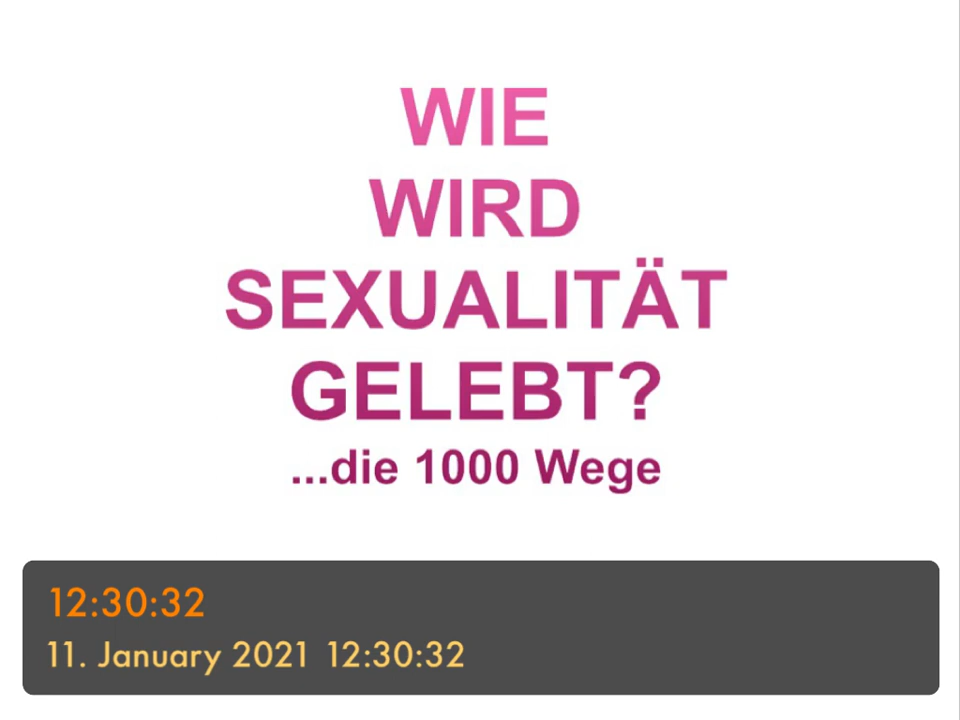 WIE
WIRD
SEXUALITÄT
GELEBT?
...die 1000 Wege
12:30:32
11. January 2021 12:30:32